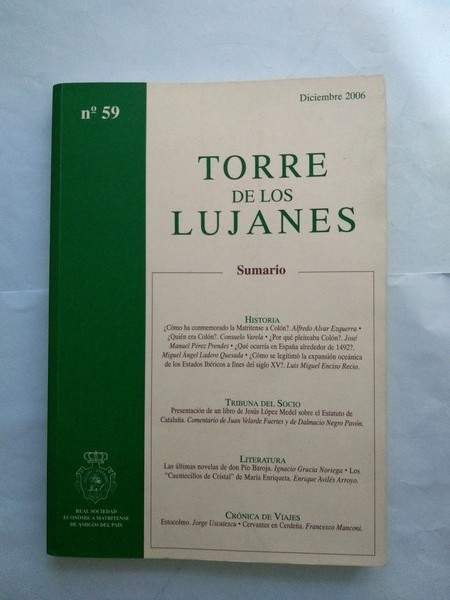 nº 59
Diciembre 2006
TORRE
DE LOS
LUJANES
Sumario
HISTORIA
¿Cómo ha conmemorado la Matritense a Colón?. Alfredo Alvar Ezquerra •
¿Quién era Colón?. Consuelo Varela • ¿Por qué pleiteaba Colón?. José
Manuel Pérez Prendes • ¿Qué ocurría en España alrededor de 1492?.
Miguel Ángel Ladero Quesada • ¿Cómo se legitimó la expansión oceánica
de los Estados Ibéricos a fines del siglo XV?. Luis Miguel Enciso Recio.
TRIBUNA DEL SOCIO
Presentación de un libro de Jesús López Medel sobre el Estatuto de
Cataluña. Comentario de Juan Velarde Fuertes y de Dalmacio Negro Pavón.
LITERATURA
Las últimas novelas de don Pío Baroja. Ignacio Gracia Noriega • Los
"Cuentecillos de Cristal" de María Enriqueta. Enrique Avilés Arroyo.
CRÓNICA DE VIAJES
Estocolmo. Jorge Uscatescu • Cervantes en Cerdeña. Francesco Manconi.
REAL SOCIEDAD
ECONÓMICA MATRITENSE
DE AMIGOS DEL PAÍS